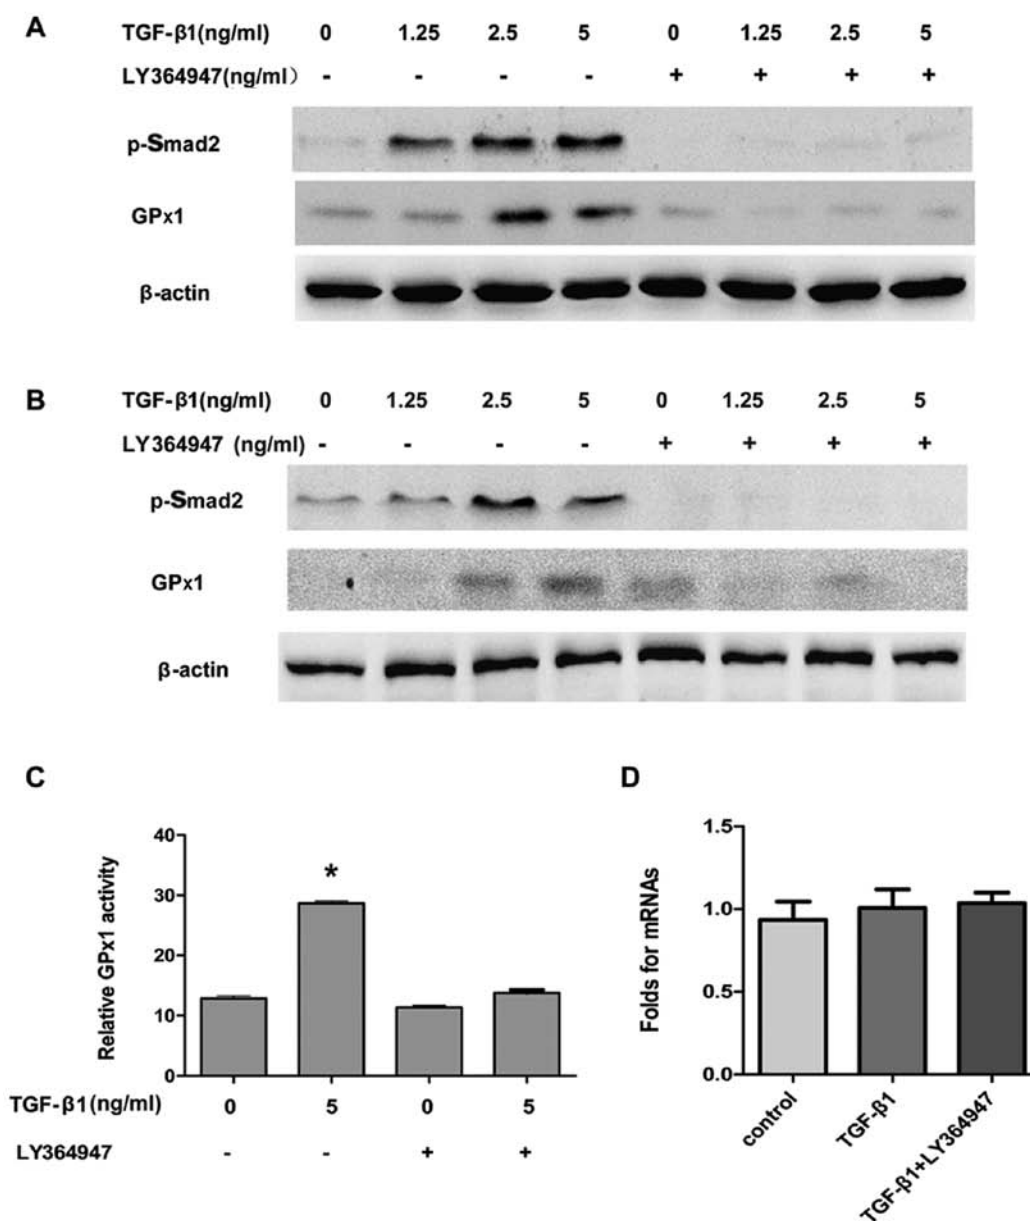 A
TGF-β1(ng/ml) 0 1.25 2.5 5 0 1.25 2.5 5
LY364947(ng/ml） - - - - + + + +
p-Smad2
GPx1
β-actin
B
TGF-β1(ng/ml) 0 1.25 2.5 5 0 1.25 2.5 5
LY364947 (ng/ml) - - - - + + + +
p-Smad2
GPx1
β-actin
C
Relative GPx1 activity
40
30
20
10
0
*
TGF-β1(ng/ml) 0 5 0 5
LY364947 - - + +
D
Folds for mRNAs
1.5
1.0
0.5
0.0
control
TGF-β1
TGF-β1+LY364947